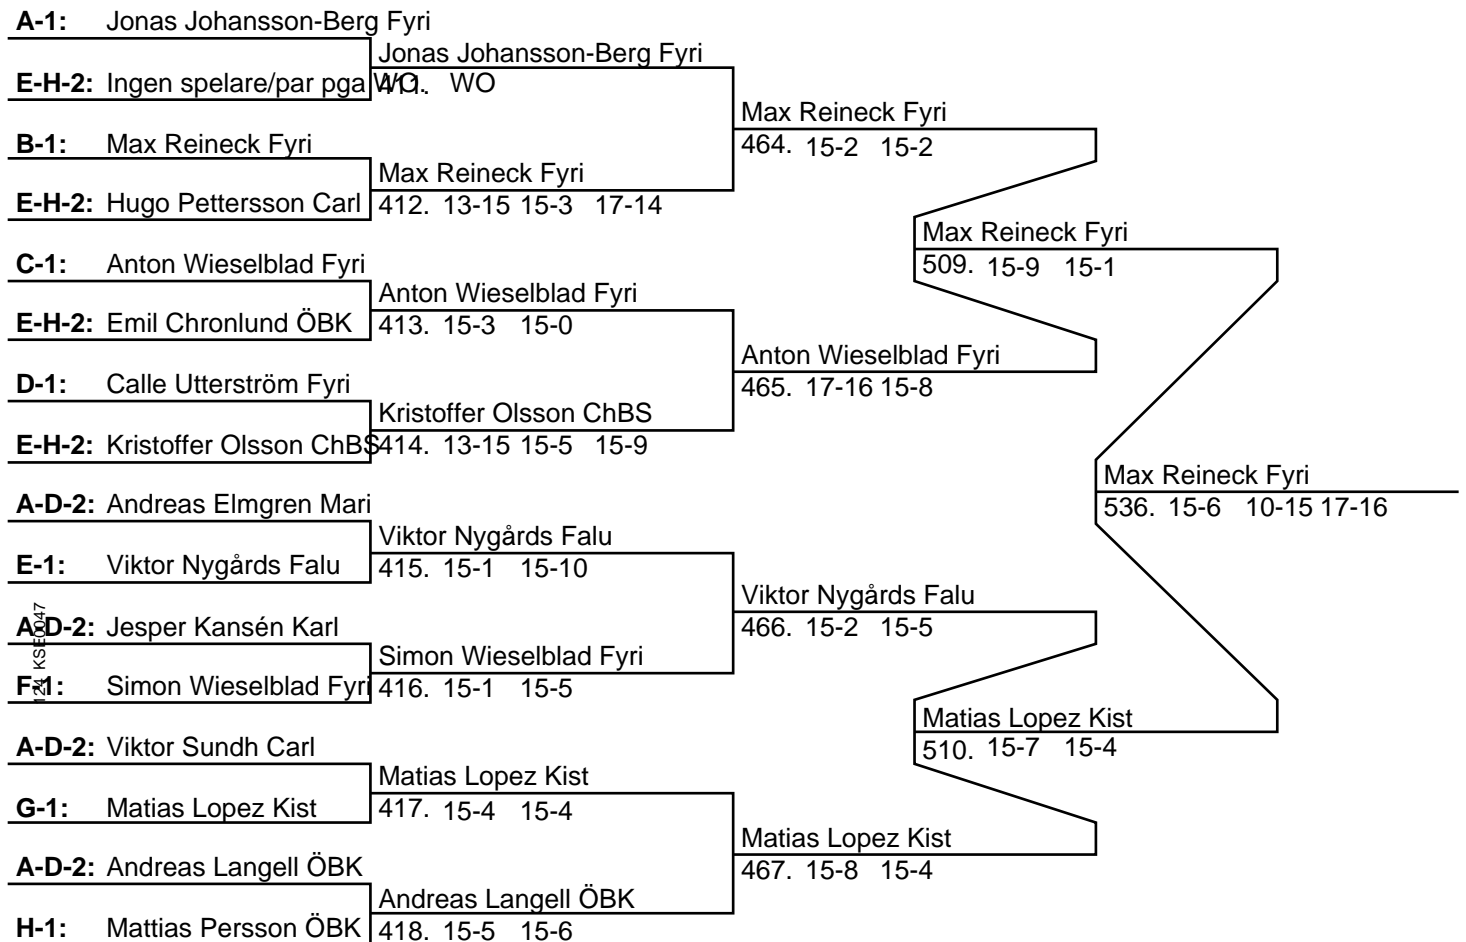 A-1: Jonas Johansson-Berg Fyri
Jonas Johansson-Berg Fyri
E-H-2: Ingen spelare/par pga WO.
411. WO
Max Reineck Fyri
464. 15-2 15-2
B-1: Max Reineck Fyri
Max Reineck Fyri
E-H-2: Hugo Pettersson Carl
412. 13-15 15-3 17-14
Max Reineck Fyri
509. 15-9 15-1
C-1: Anton Wieselblad Fyri
Anton Wieselblad Fyri
E-H-2: Emil Chronlund ÖBK
413. 15-3 15-0
Anton Wieselblad Fyri
465. 17-16 15-8
D-1: Calle Utterström Fyri
Kristoffer Olsson ChBS
E-H-2: Kristoffer Olsson ChBS
414. 13-15 15-5 15-9
Max Reineck Fyri
536. 15-6 10-15 17-16
A-D-2: Andreas Elmgren Mari
Viktor Nygårds Falu
E-1: Viktor Nygårds Falu
415. 15-1 15-10
Viktor Nygårds Falu
466. 15-2 15-5
A-D-2: Jesper Kansén Karl
124 KSE0047
Simon Wieselblad Fyri
F-1: Simon Wieselblad Fyri
416. 15-1 15-5
Matias Lopez Kist
510. 15-7 15-4
A-D-2: Viktor Sundh Carl
Matias Lopez Kist
G-1: Matias Lopez Kist
417. 15-4 15-4
Matias Lopez Kist
467. 15-8 15-4
A-D-2: Andreas Langell ÖBK
Andreas Langell ÖBK
H-1: Mattias Persson ÖBK
418. 15-5 15-6